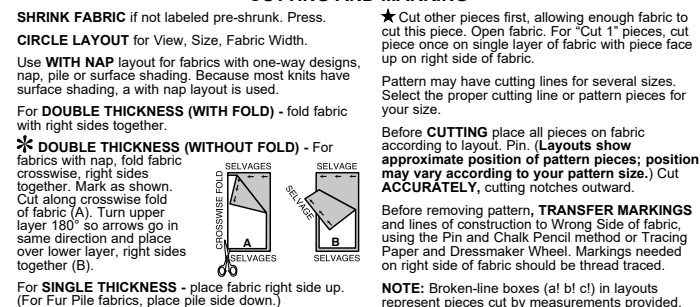 SHRINK FABRIC if not labeled pre-shrunk. Press.
CIRCLE LAYOUT for View, Size, Fabric Width.
Use WITH NAP layout for fabrics with one-way designs,
nap, pile or surface shading. Because most knits have
surface shading, a with nap layout is used.
For DOUBLE THICKNESS (WITH FOLD) - fold fabric
with right sides together.
* DOUBLE THICKNESS (WITHOUT FOLD) - For
fabrics with nap, fold fabric
crosswise, right sides
together. Mark as shown.
Cut along crosswise fold
of fabric (A). Turn upper
layer 180° so arrows go in
same direction and place
over lower layer, right sides
together (B).
SELVAGES
CROSSWISE FOLD
A
SELVAGES
SELVAGE
SELVAGE
B
SELVAGES
For SINGLE THICKNESS - place fabric right side up.
(For Fur Pile fabrics, place pile side down.)
★ Cut other pieces first, allowing enough fabric to
cut this piece. Open fabric. For “Cut 1” pieces, cut
piece once on single layer of fabric with piece face
up on right side of fabric.
Pattern may have cutting lines for several sizes.
Select the proper cutting line or pattern pieces for
your size.
Before CUTTING place all pieces on fabric
according to layout. Pin. (Layouts show
approximate position of pattern pieces; position
may vary according to your pattern size.) Cut
ACCURATELY, cutting notches outward.
Before removing pattern, TRANSFER MARKINGS
and lines of construction to Wrong Side of fabric,
using the Pin and Chalk Pencil method or Tracing
Paper and Dressmaker Wheel. Markings needed
on right side of fabric should be thread traced.
NOTE: Broken-line boxes (a! b! c!) in layouts
represent pieces cut by measurements provided.